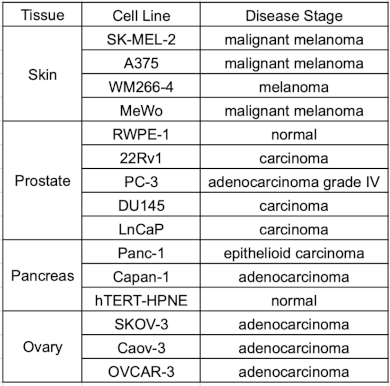 Tissue Cell Line Disease Stage
Skin SK-MEL-2 malignant melanoma
A375 malignant melanoma
WM266-4 melanoma
MeWo malignant melanoma
Prostate RWPE-1 normal
22Rv1 carcinoma
PC-3 adenocarcinoma grade IV
DU145 carcinoma
LnCaP carcinoma
Pancreas Panc-1 epithelioid carcinoma
Capan-1 adenocarcinoma
hTERT-HPNE normal
Ovary SKOV-3 adenocarcinoma
Caov-3 adenocarcinoma
OVCAR-3 adenocarcinoma